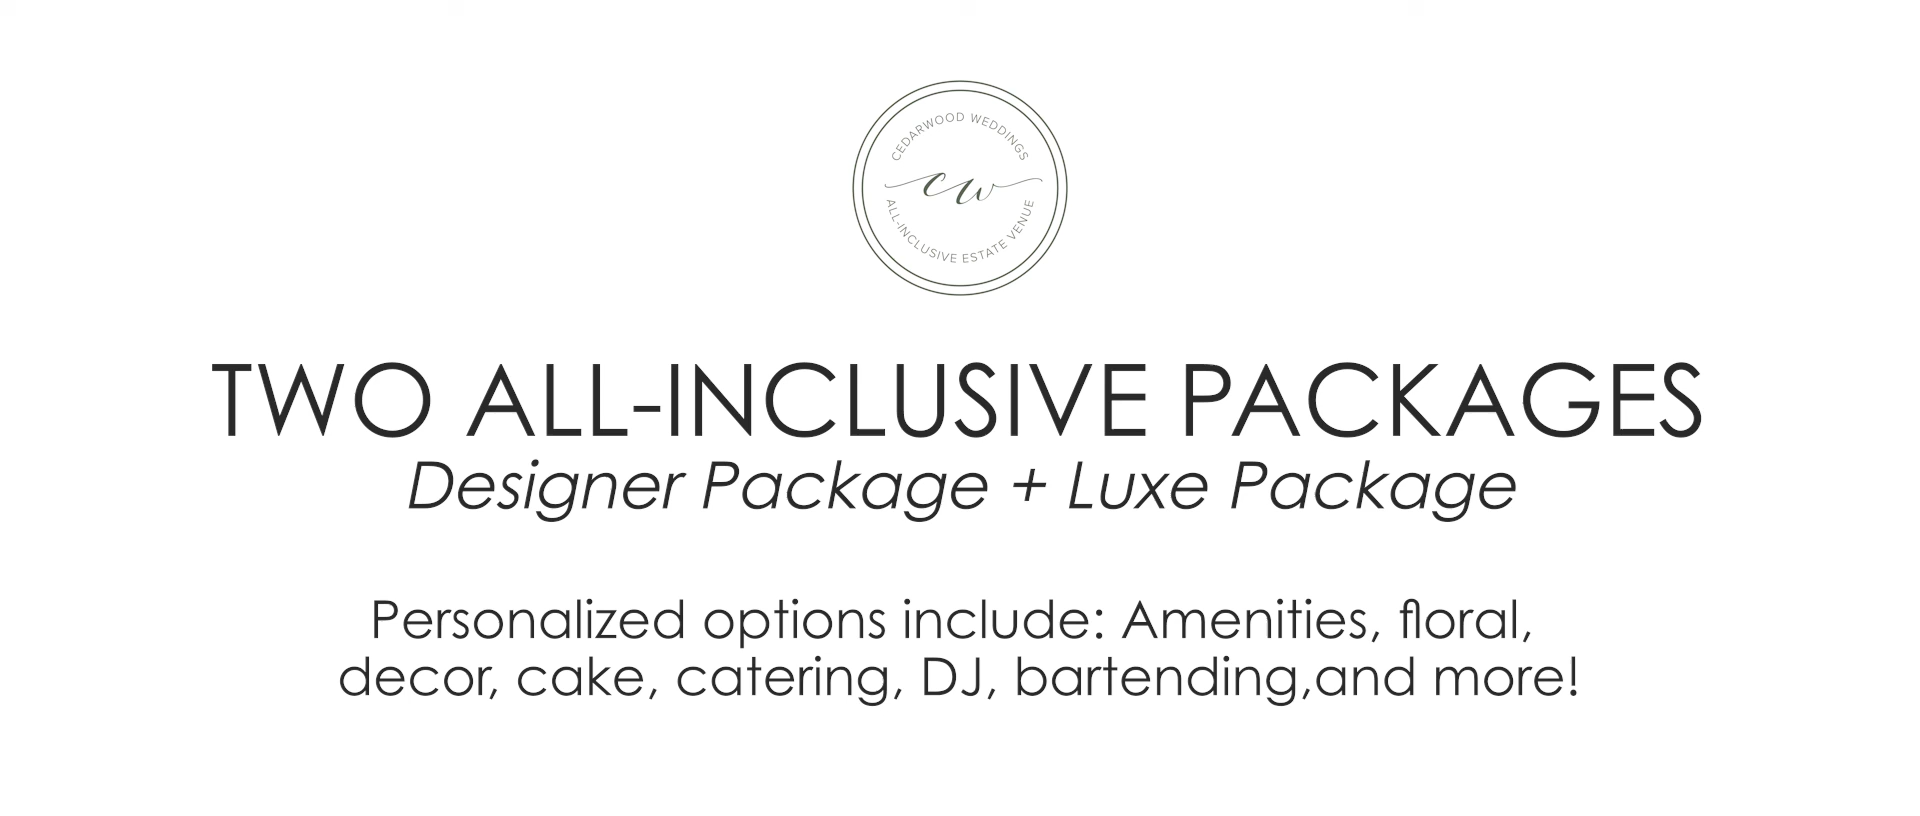 CEDARWOOD WEDDINGS
cw
ALL-INCLUSIVE ESTATE VENUE
TWO ALL-INCLUSIVE PACKAGES
Designer Package + Luxe Package
Personalized options include: Amenities, floral,
decor, cake, catering, DJ, bartending,and more!